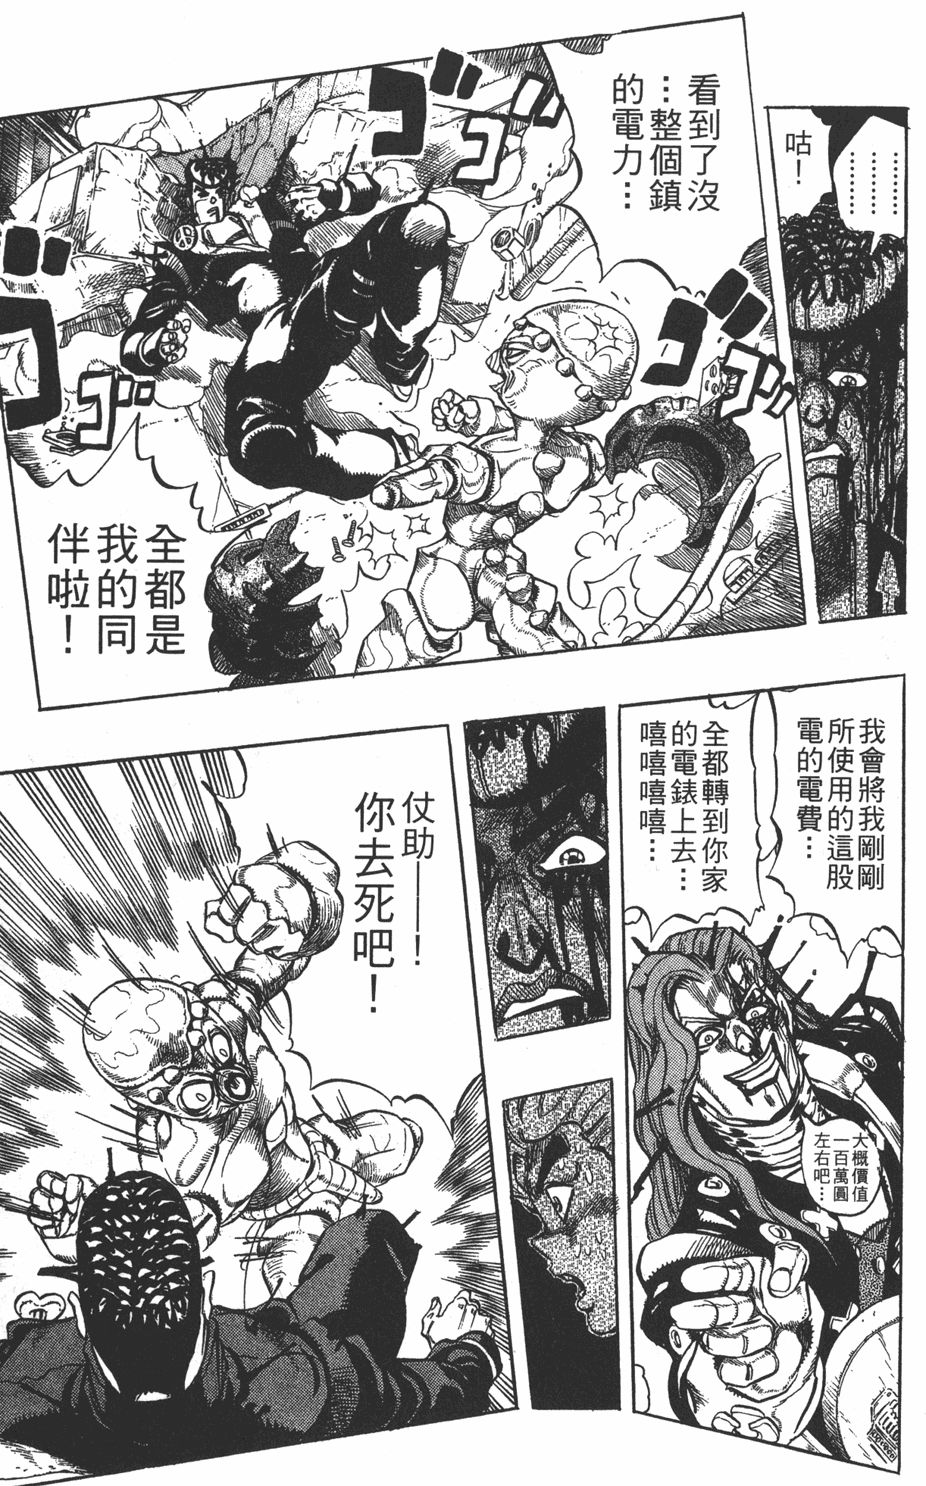 ………………
………………
咕！
看到了沒
…整個鎮
的電力…
ゴゴ
ゴゴ
ゴゴ
全都是
我的同
伴啦！
我會將我剛剛
所使用的這股
電的電費…
全都轉到你家
的電錶上去…
嘻嘻嘻嘻…
大概價值
一百萬圓
左右吧…
仗助——！
你去死吧！